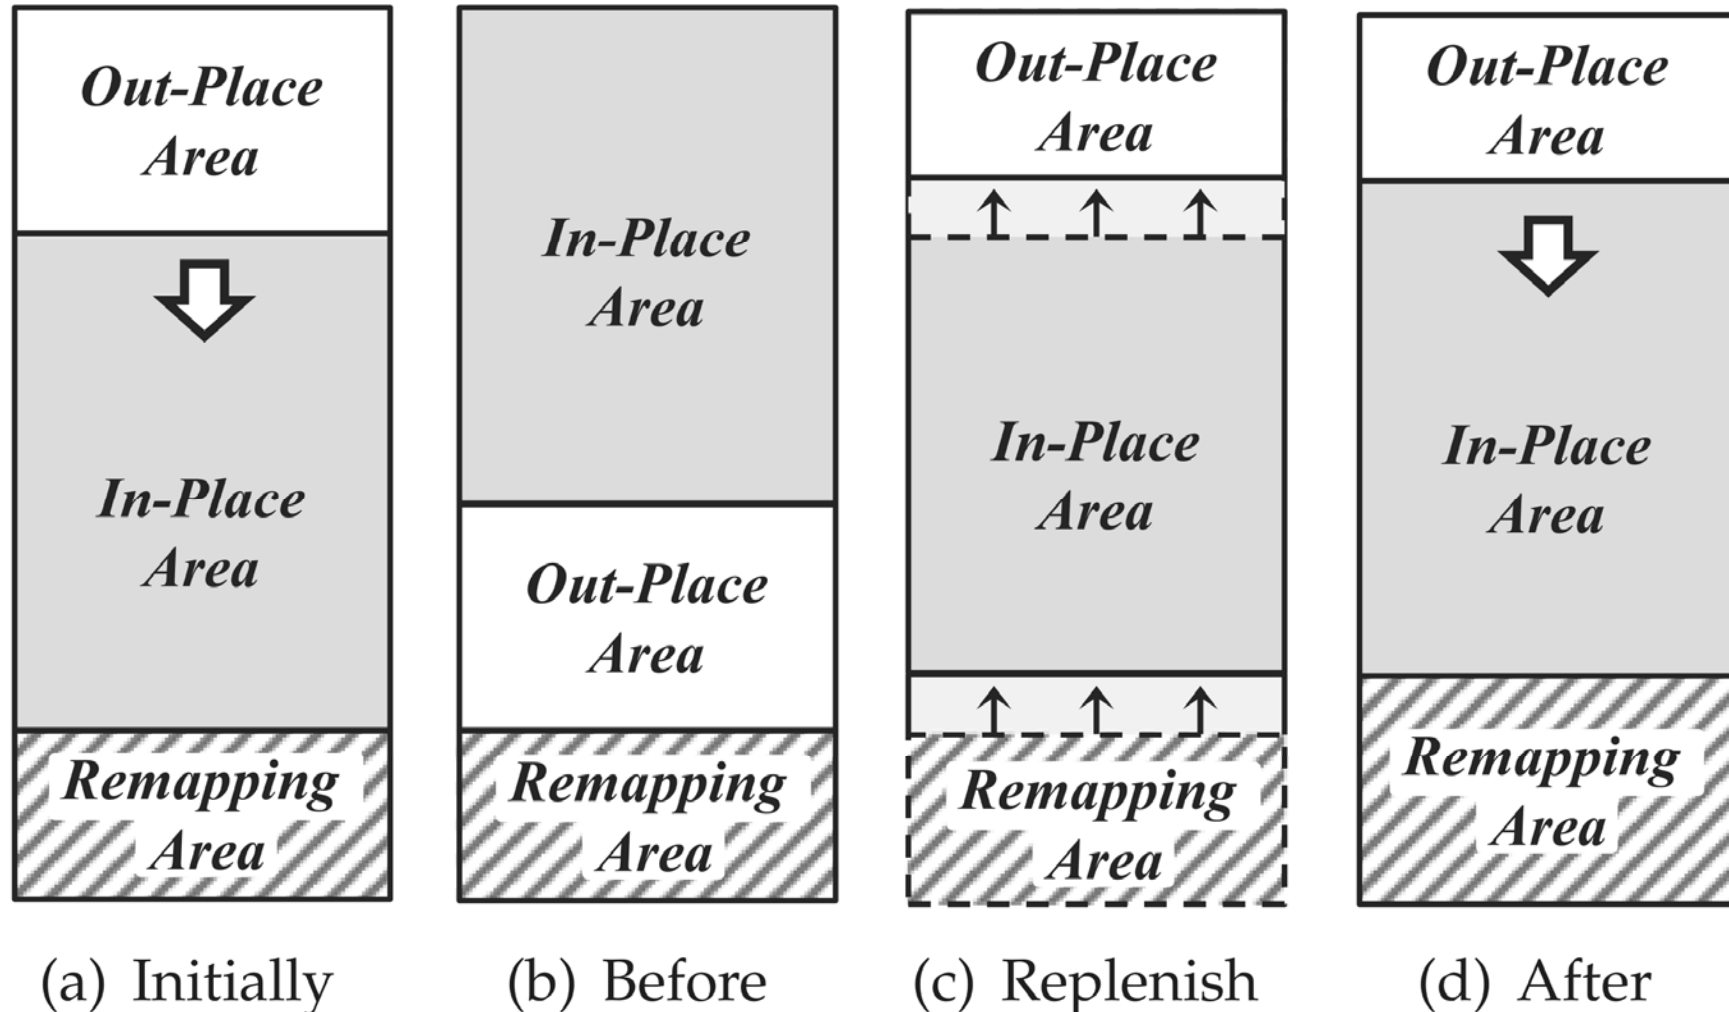 Out-Place
Area
In-Place
Area
Remapping
Area
(a) Initially
In-Place
Area
Out-Place
Area
Remapping
Area
(b) Before
Out-Place
Area
In-Place
Area
Remapping
Area
(c) Replenish
Out-Place
Area
In-Place
Area
Remapping
Area
(d) After